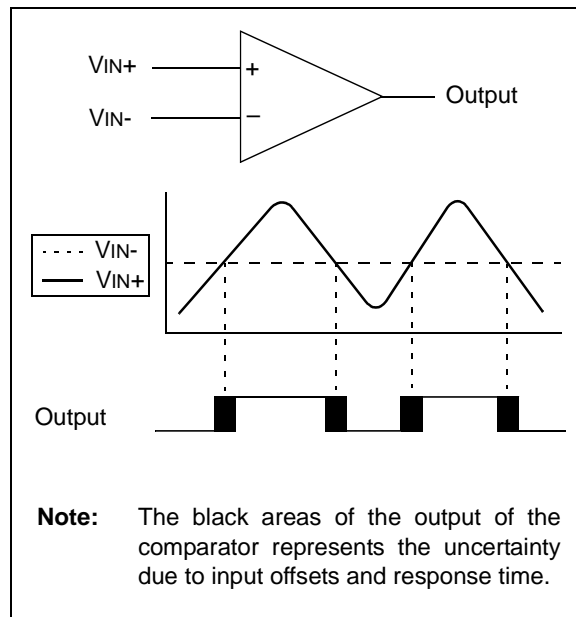 VIN+
+
Output
VIN-
–
VIN-
VIN+
Output
Note: The black areas of the output of the
comparator represents the uncertainty
due to input offsets and response time.